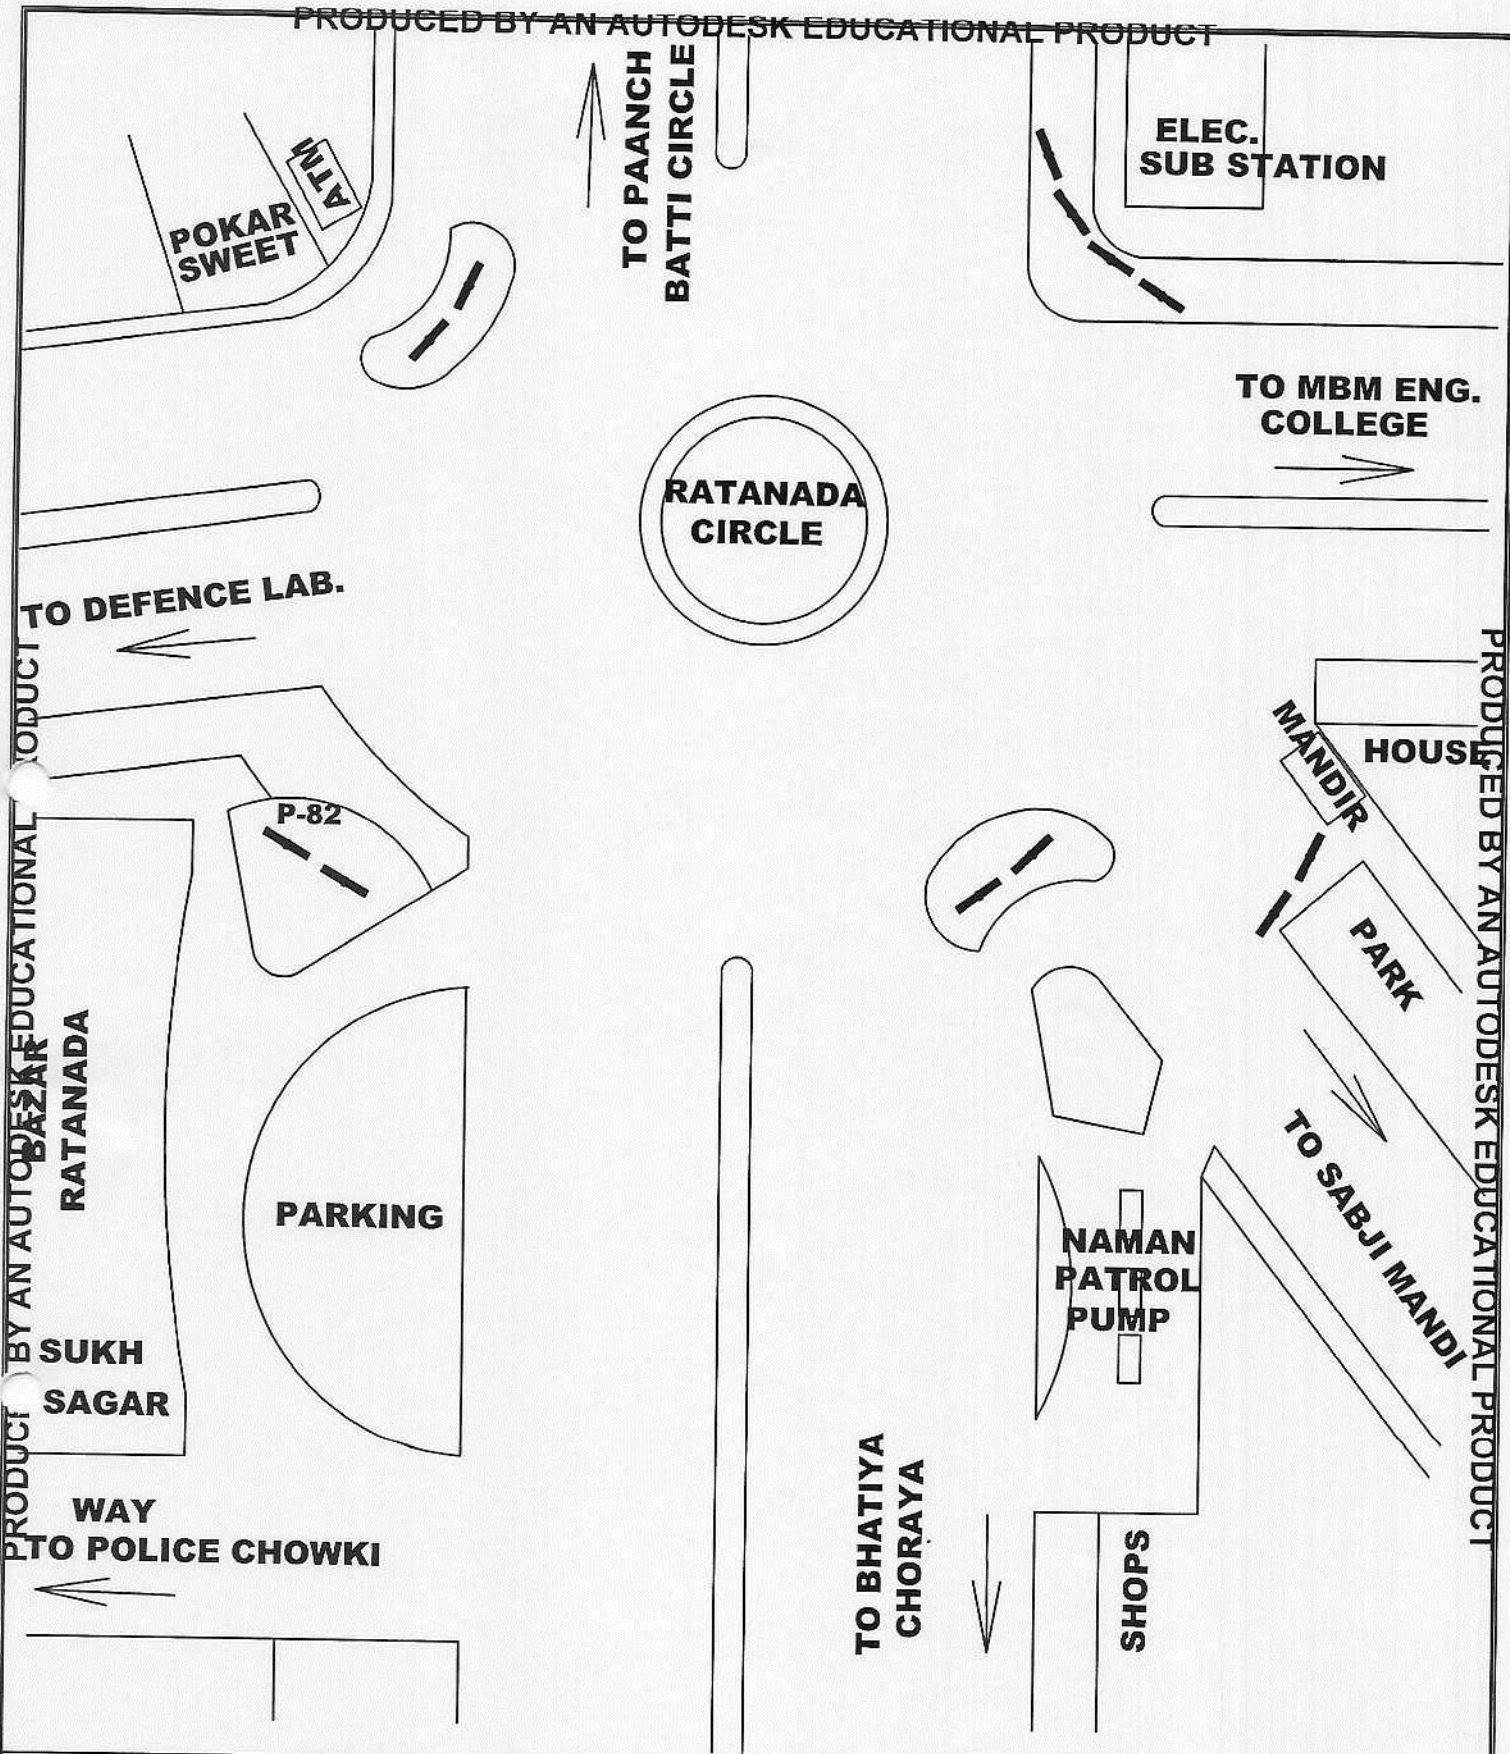 PRODUCED BY AN AUTODESK EDUCATIONAL PRODUCT
TO PAANCH
BATTI CIRCLE
ELEC.
SUB STATION
ATM
POKAR
SWEET
TO MBM ENG.
COLLEGE
RATANADA
CIRCLE
TO DEFENCE LAB.
MANDIR
HOUSE
P-82
PARK
BAZAR
RATANADA
PARKING
TO SABJI MANDI
NAMAN
PATROL
PUMP
SUKH
SAGAR
WAY
TO POLICE CHOWKI
TO BHATIYA
CHORAYA
SHOPS
PRODUCED BY AN AUTODESK EDUCATIONAL PRODUCT
BY AN AUTODESK EDUCATIONAL